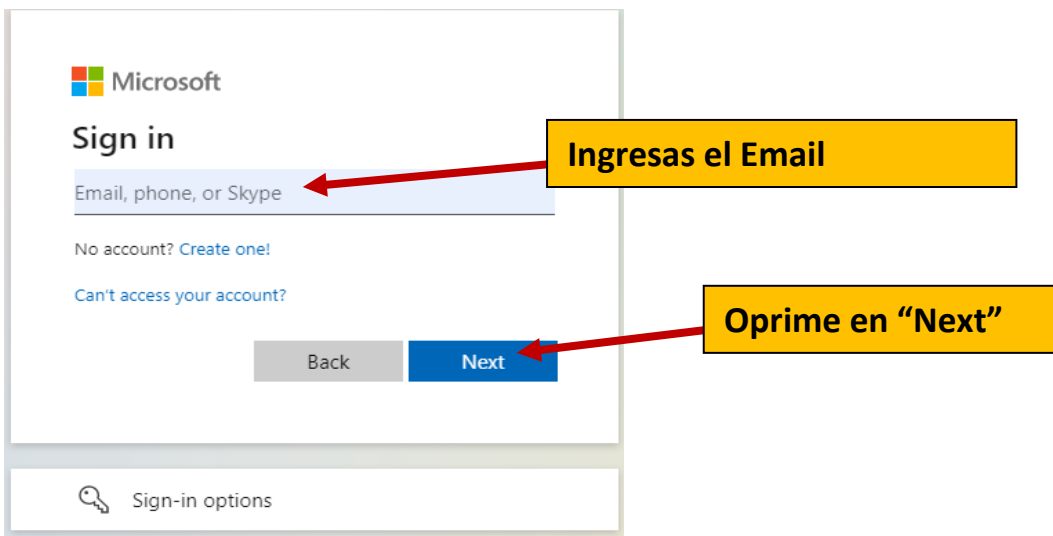 Microsoft
Sign in
Ingresas el Email
Email, phone, or Skype
No account? Create one!
Can't access your account?
Oprime en “Next”
Back
Next
Sign-in options